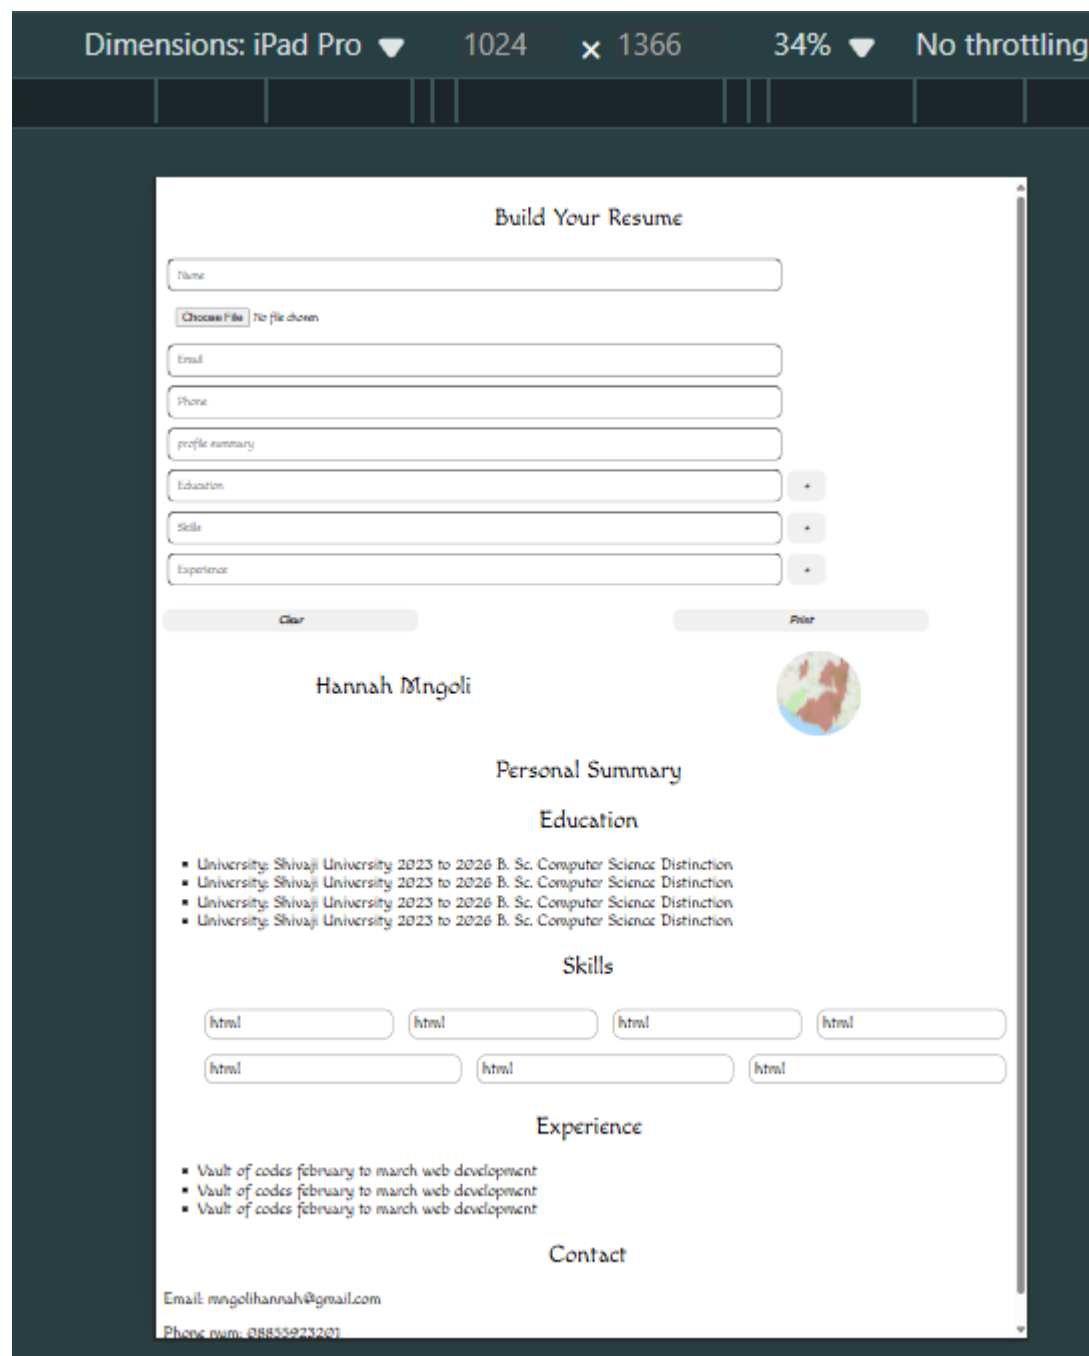 Dimensions: iPad Pro 1024 × 1366 34% No throttling
Build Your Resume
Name
Choose File No file chosen
Email
Phone
profile summary
Education +
Skills +
Experience +
Clear Print
Hannah Mngoli
Personal Summary
Education
University: Shivaji University 2023 to 2026 B. Sc. Computer Science Distinction
University: Shivaji University 2023 to 2026 B. Sc. Computer Science Distinction
University: Shivaji University 2023 to 2026 B. Sc. Computer Science Distinction
University: Shivaji University 2023 to 2026 B. Sc. Computer Science Distinction
Skills
html html html html
html html html
Experience
Vault of codes february to march web development
Vault of codes february to march web development
Vault of codes february to march web development
Contact
Email: mngolihannah@gmail.com
Phone num: 08855923201